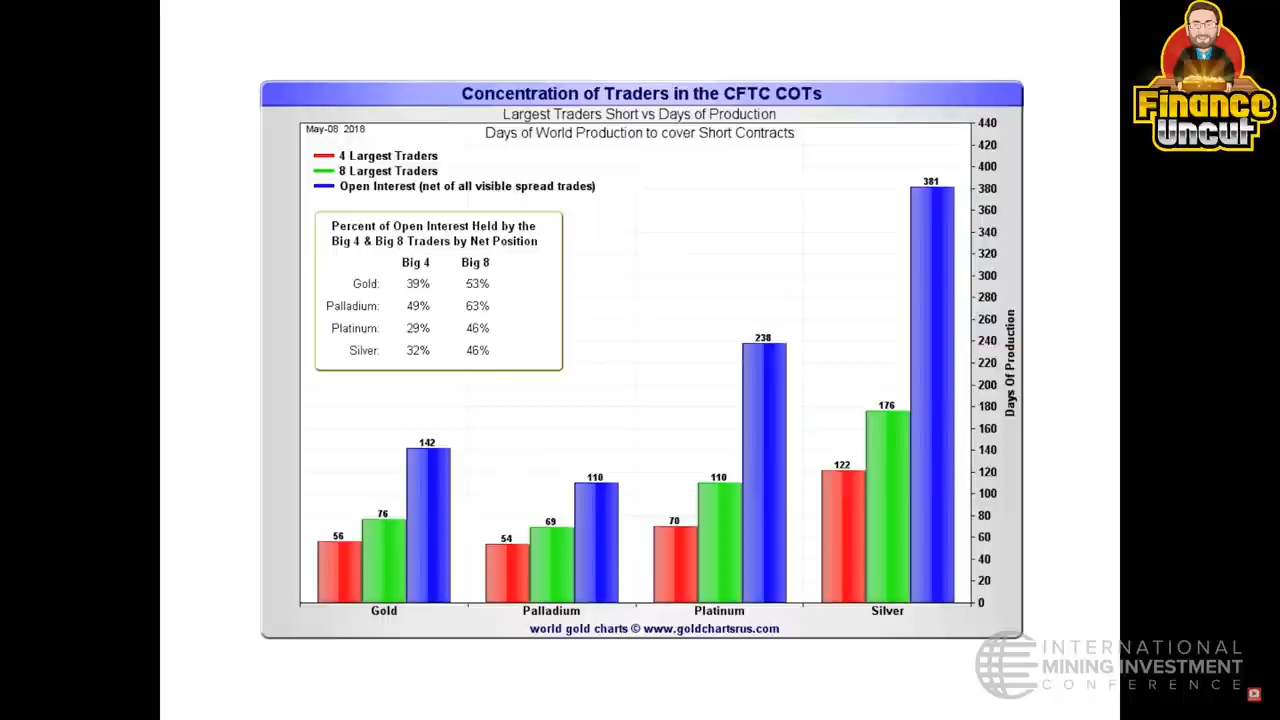 Finance
Uncut
Concentration of Traders in the CFTC COTs
Largest Traders Short vs Days of Production
May-08 2018
Days of World Production to cover Short Contracts
4 Largest Traders
8 Largest Traders
Open Interest (net of all visible spread trades)
Percent of Open Interest Held by the
Big 4 & Big 8 Traders by Net Position
Big 4 Big 8
Gold: 39% 53%
Palladium: 49% 63%
Platinum: 29% 46%
Silver: 32% 46%
440
420
400
380
360
340
320
300
280
260
240
220
200
180
160
140
120
100
80
60
40
20
0
Days Of Production
56 76 142
54 69 110
70 110 238
122 176 381
Gold Palladium Platinum Silver
world gold charts © www.goldchartsrus.com
INTERNATIONAL
MINING INVESTMENT
CONFERENCE